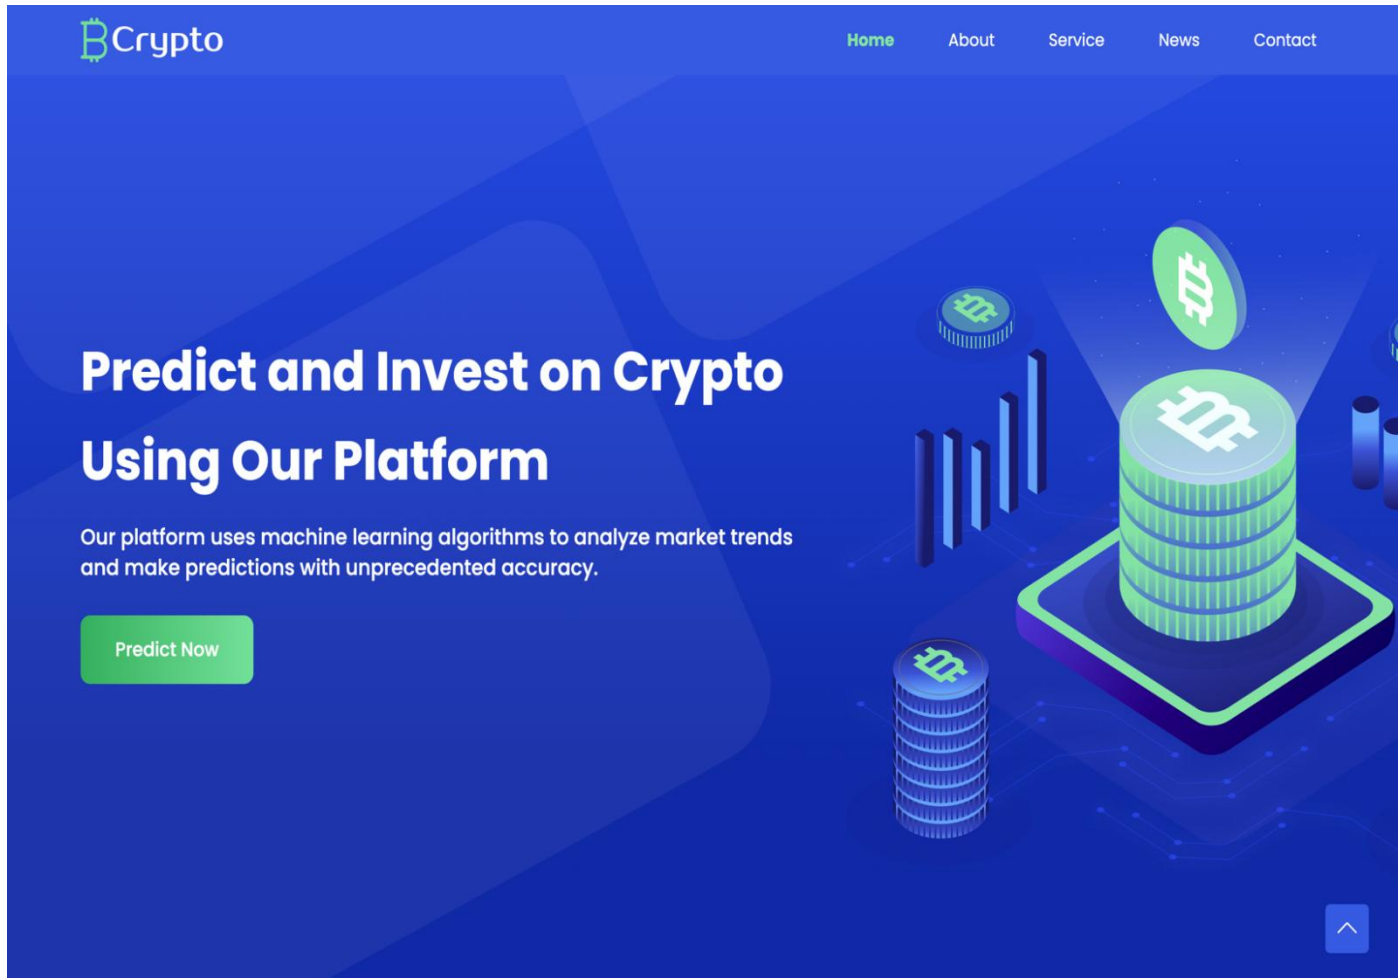 Crypto
Home
About
Service
News
Contact
Predict and Invest on Crypto
Using Our Platform
Our platform uses machine learning algorithms to analyze market trends
and make predictions with unprecedented accuracy.
Predict Now